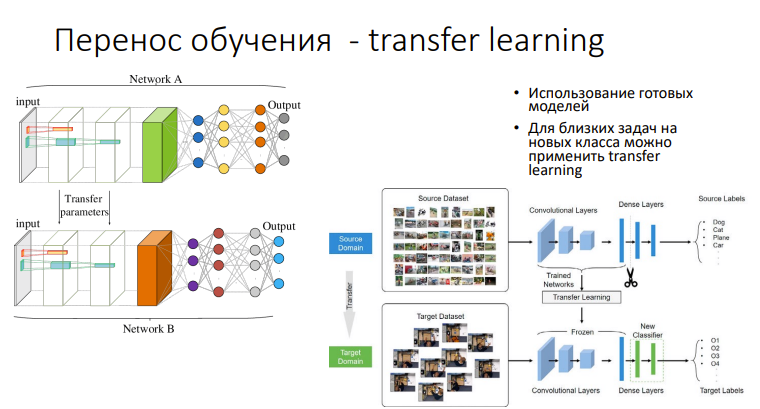 Перенос обучения - transfer learning
Network A
input
Output
Transfer
parameters
input
Output
Network B
• Использование готовых
моделей
• Для близких задач на
новых класса можно
применить transfer
learning
Source Dataset
Source Labels
Convolutional Layers
Dense Layers
Source
Domain
• Dog
• Cat
• Plane
• Car
Trained
Networks
Transfer Learning
Transfer
Target Dataset
Frozen
New
Classifier
Target
Domain
• O1
• O2
• O3
• O4
Convolutional Layers
Dense Layers
Target Labels